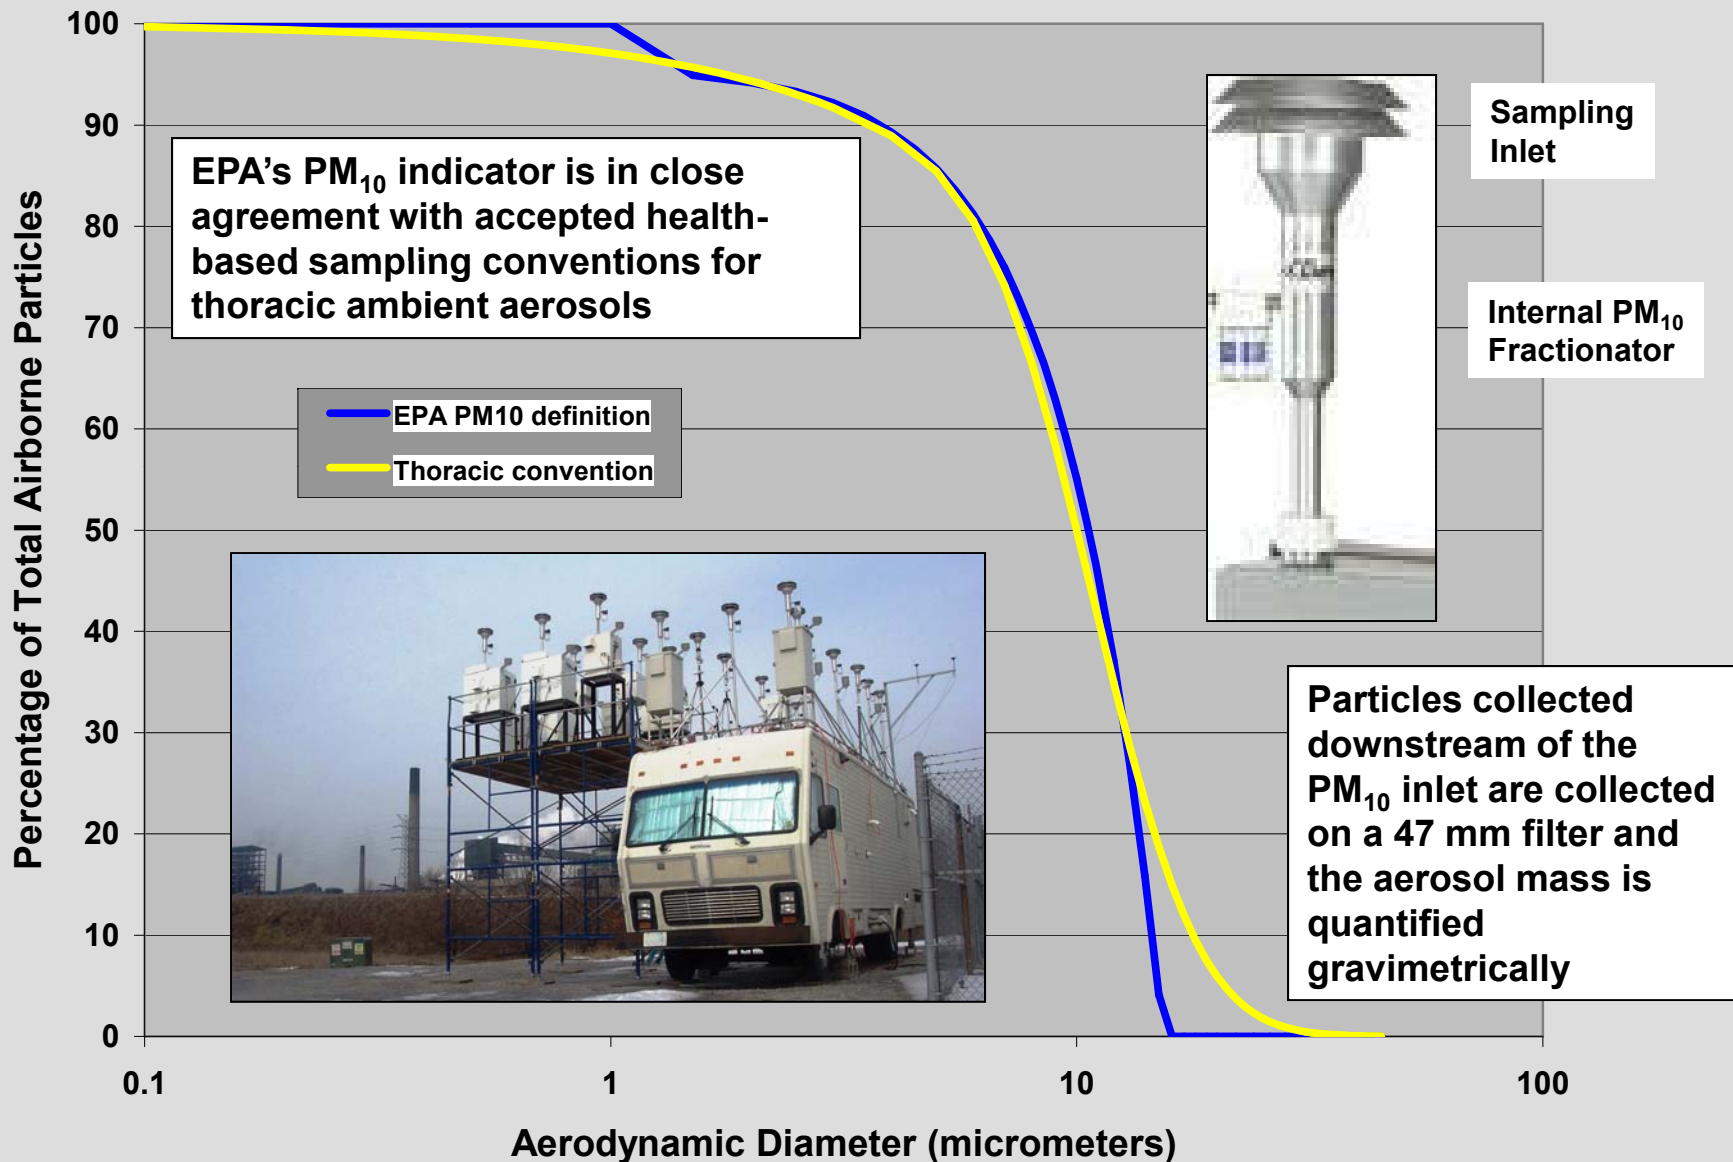 100
90
80
70
60
50
40
30
20
10
0
Percentage of Total Airborne Particles
EPA's PM₁₀ indicator is in close
agreement with accepted health-
based sampling conventions for
thoracic ambient aerosols
EPA PM10 definition
Thoracic convention
Sampling
Inlet
Internal PM₁₀
Fractionator
Particles collected
downstream of the
PM₁₀ inlet are collected
on a 47 mm filter and
the aerosol mass is
quantified
gravimetrically
0.1
1
10
100
Aerodynamic Diameter (micrometers)